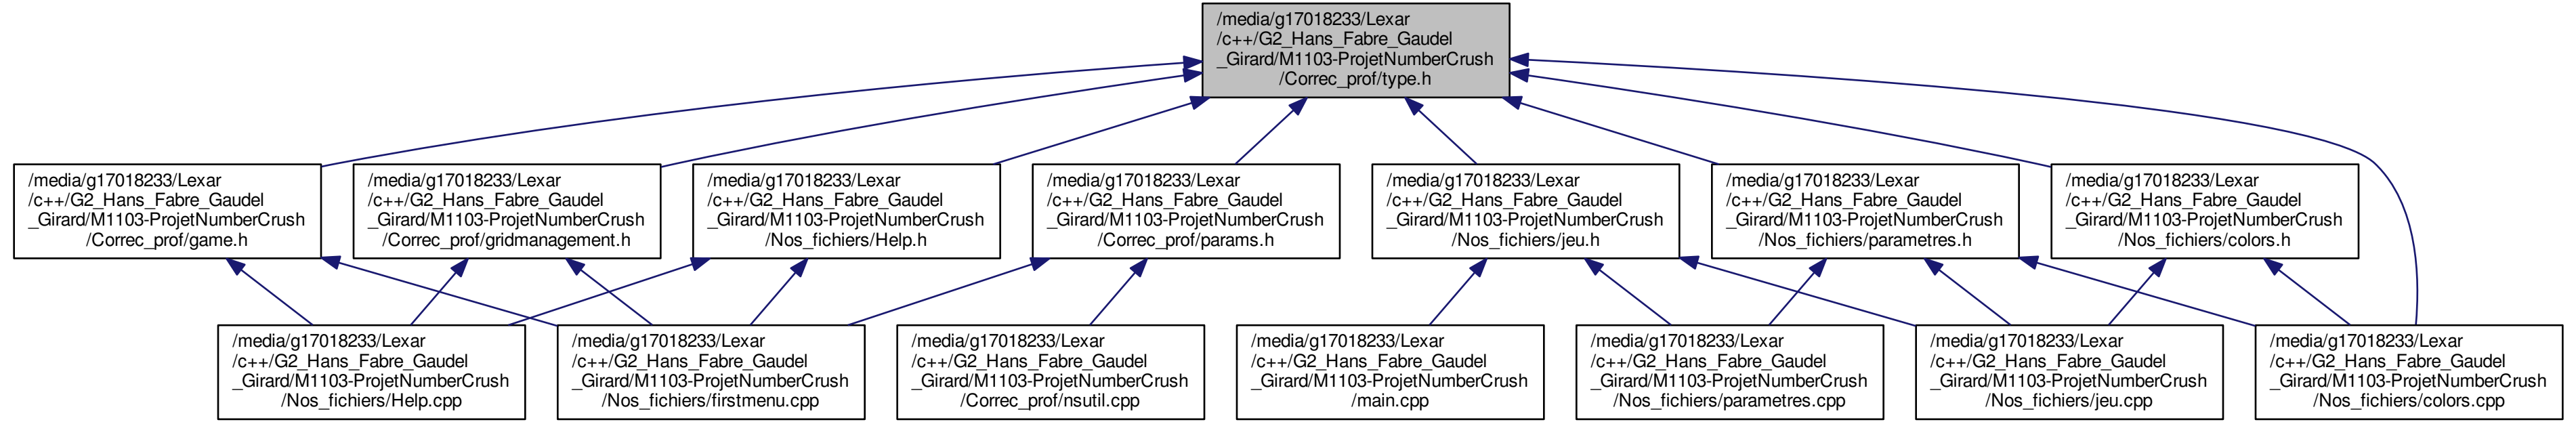 /media/g17018233/Lexar
/c++/G2_Hans_Fabre_Gaudel
_Girard/M1103-ProjetNumberCrush
/Correc_prof/type.h
/media/g17018233/Lexar
/c++/G2_Hans_Fabre_Gaudel
_Girard/M1103-ProjetNumberCrush
/Correc_prof/game.h
/media/g17018233/Lexar
/c++/G2_Hans_Fabre_Gaudel
_Girard/M1103-ProjetNumberCrush
/Correc_prof/gridmanagement.h
/media/g17018233/Lexar
/c++/G2_Hans_Fabre_Gaudel
_Girard/M1103-ProjetNumberCrush
/Nos_fichiers/Help.h
/media/g17018233/Lexar
/c++/G2_Hans_Fabre_Gaudel
_Girard/M1103-ProjetNumberCrush
/Correc_prof/params.h
/media/g17018233/Lexar
/c++/G2_Hans_Fabre_Gaudel
_Girard/M1103-ProjetNumberCrush
/Nos_fichiers/jeu.h
/media/g17018233/Lexar
/c++/G2_Hans_Fabre_Gaudel
_Girard/M1103-ProjetNumberCrush
/Nos_fichiers/parametres.h
/media/g17018233/Lexar
/c++/G2_Hans_Fabre_Gaudel
_Girard/M1103-ProjetNumberCrush
/Nos_fichiers/colors.h
/media/g17018233/Lexar
/c++/G2_Hans_Fabre_Gaudel
_Girard/M1103-ProjetNumberCrush
/Nos_fichiers/Help.cpp
/media/g17018233/Lexar
/c++/G2_Hans_Fabre_Gaudel
_Girard/M1103-ProjetNumberCrush
/Nos_fichiers/firstmenu.cpp
/media/g17018233/Lexar
/c++/G2_Hans_Fabre_Gaudel
_Girard/M1103-ProjetNumberCrush
/Correc_prof/nsutil.cpp
/media/g17018233/Lexar
/c++/G2_Hans_Fabre_Gaudel
_Girard/M1103-ProjetNumberCrush
/main.cpp
/media/g17018233/Lexar
/c++/G2_Hans_Fabre_Gaudel
_Girard/M1103-ProjetNumberCrush
/Nos_fichiers/parametres.cpp
/media/g17018233/Lexar
/c++/G2_Hans_Fabre_Gaudel
_Girard/M1103-ProjetNumberCrush
/Nos_fichiers/jeu.cpp
/media/g17018233/Lexar
/c++/G2_Hans_Fabre_Gaudel
_Girard/M1103-ProjetNumberCrush
/Nos_fichiers/colors.cpp